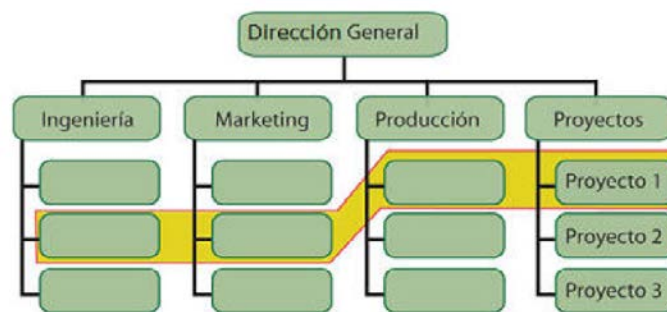 Dirección General
Ingeniería
Marketing
Producción
Proyectos
Proyecto 1
Proyecto 2
Proyecto 3